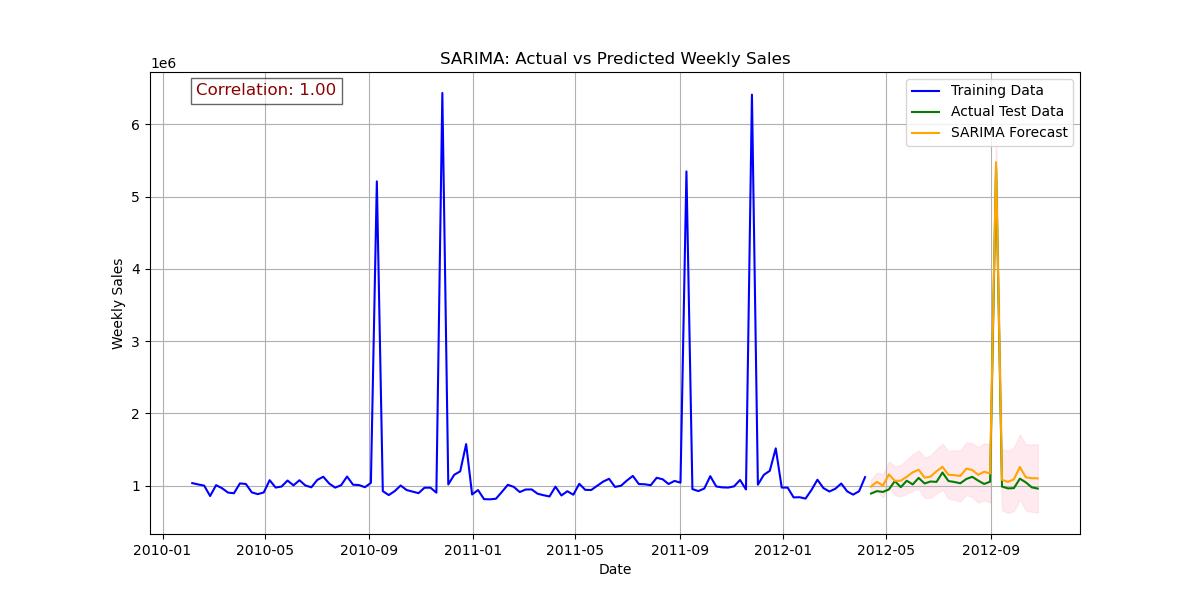 SARIMA: Actual vs Predicted Weekly Sales
1e6
Correlation: 1.00
Training Data
Actual Test Data
SARIMA Forecast
6
5
4
3
2
1
Weekly Sales
2010-01 2010-05 2010-09 2011-01 2011-05 2011-09 2012-01 2012-05 2012-09
Date